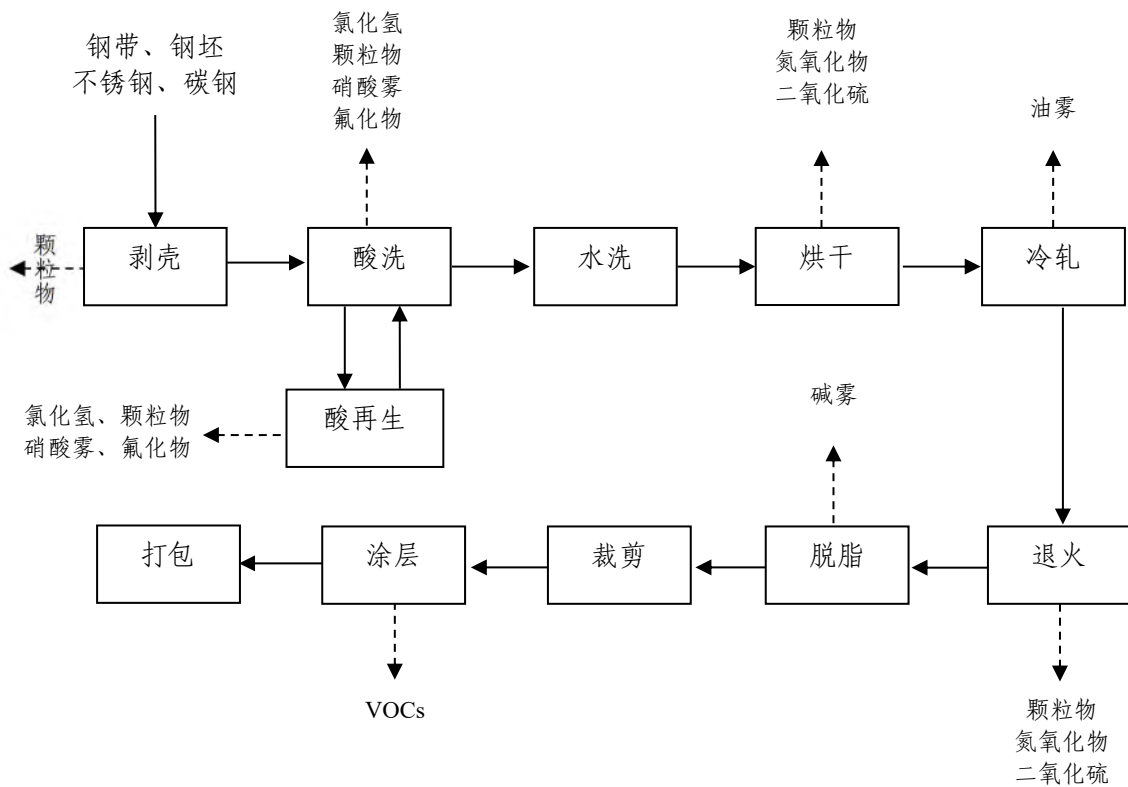 钢带、钢坯
不锈钢、碳钢
氯化氢
颗粒物
硝酸雾
氟化物
颗粒物
氮氧化物
二氧化硫
油雾
颗粒物
剥壳
酸洗
水洗
烘干
冷轧
氯化氢、颗粒物
硝酸雾、氟化物
酸再生
碱雾
打包
涂层
裁剪
脱脂
退火
VOCs
颗粒物
氮氧化物
二氧化硫